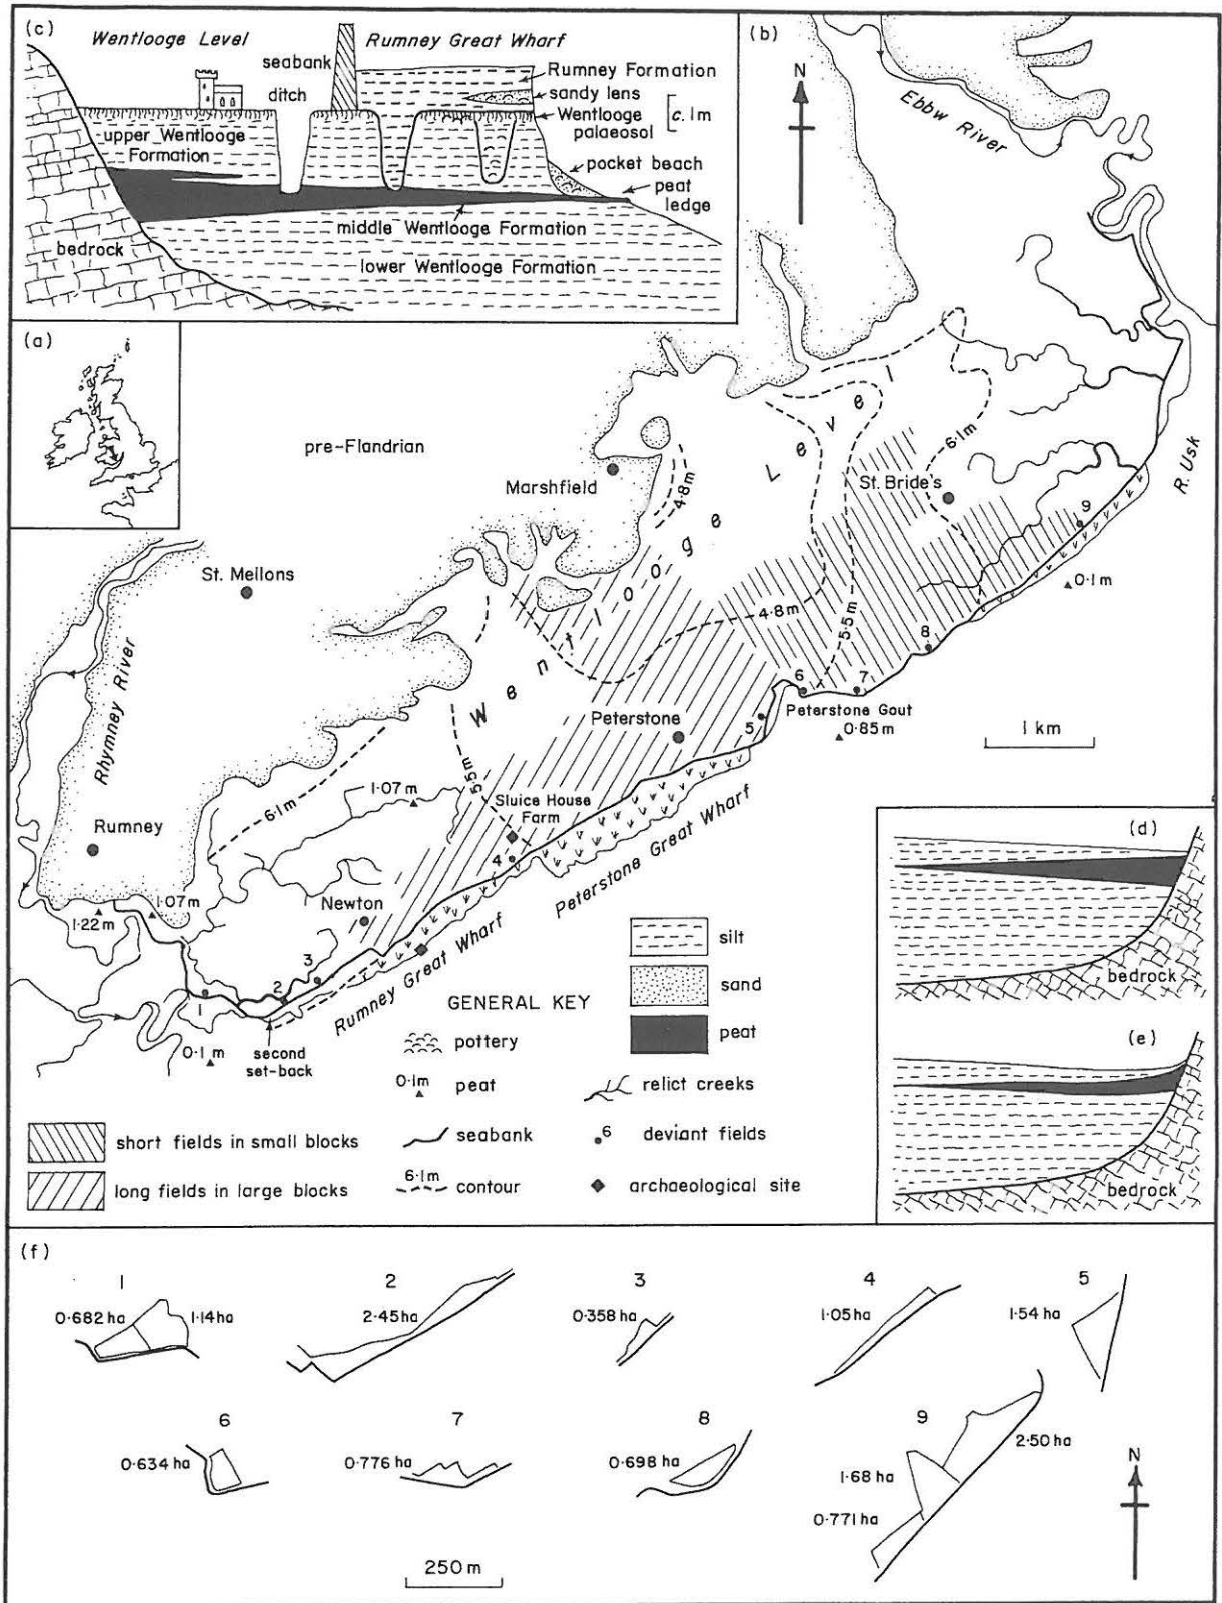 (c)
Wentlooge Level
Rumney Great Wharf
seabank
ditch
Rumney Formation
sandy lens
Wentlooge
palaeosol
c. 1m
upper Wentlooge
Formation
pocket beach
peat
ledge
middle Wentlooge Formation
bedrock
lower Wentlooge Formation
(b)
N
Ebbw River
R. Usk
(a)
pre-Flandrian
Marshfield
4·8m
Wentlooge Level
6·1m
St. Bride's
9
0·1m
St. Mellons
4·8m
5·5m
8
Rhymney River
6
7
5
Peterstone Gout
0·85m
Peterstone
1 km
5·5m
6·1m
1·07m
Sluice House
Farm
4
Rumney
Peterstone Great Wharf
1·07m
1·22m
Newton
3
2
1
Rumney Great Wharf
0·1m
second
set-back
GENERAL KEY
pottery
0·1m
peat
seabank
6·1m
contour
silt
sand
peat
relict creeks
6
deviant fields
archaeological site
short fields in small blocks
long fields in large blocks
(d)
bedrock
(e)
bedrock
(f)
1
0·682 ha
1·14 ha
2
2·45 ha
3
0·358 ha
4
1·05 ha
5
1·54 ha
6
0·634 ha
7
0·776 ha
8
0·698 ha
9
2·50 ha
1·68 ha
0·771 ha
N
250 m